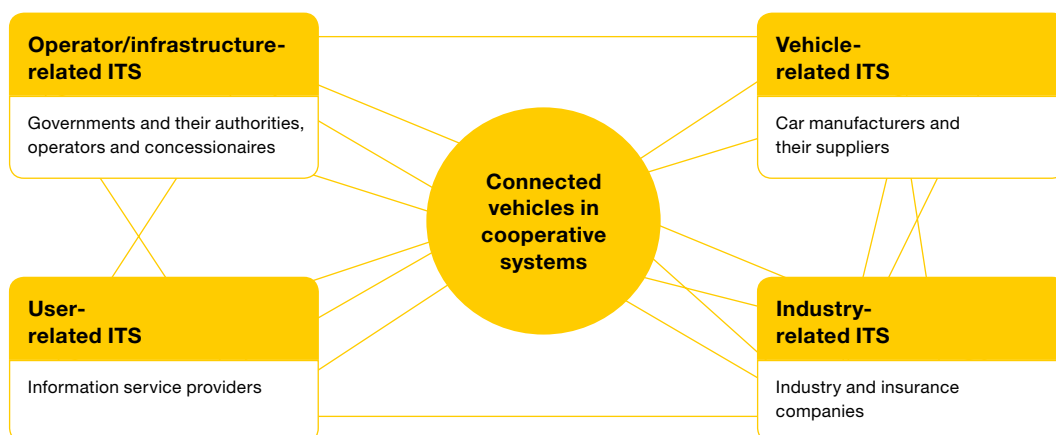 Operator/infrastructure-
related ITS
Governments and their authorities,
operators and concessionaires
Vehicle-
related ITS
Car manufacturers and
their suppliers
Connected
vehicles in
cooperative
systems
User-
related ITS
Information service providers
Industry-
related ITS
Industry and insurance
companies